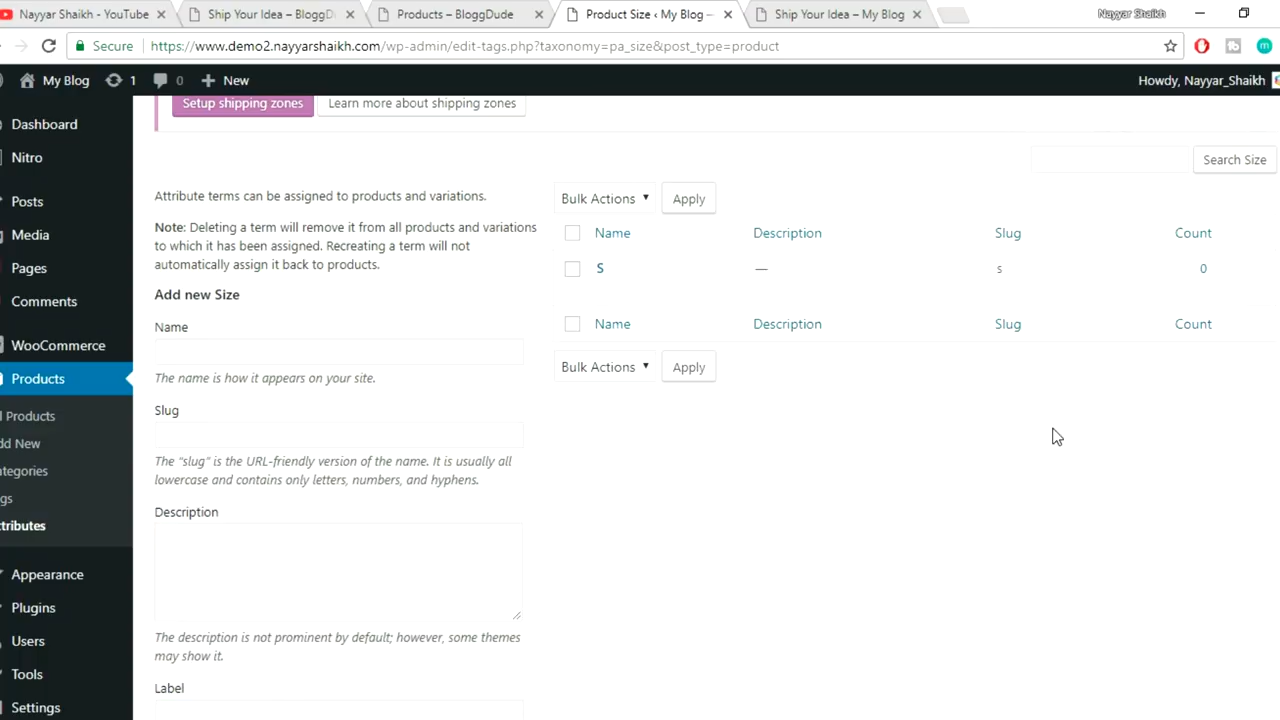 Nayyar Shaikh - YouTube
Ship Your Idea – BloggD
Products – BloggDude
Product Size ‹ My Blog —
Ship Your Idea – My Blog
Nayyar Shaikh
Secure https://www.demo2.nayyarshaikh.com/wp-admin/edit-tags.php?taxonomy=pa_size&post_type=product
My Blog 1 0 New Howdy, Nayyar_Shaikh
Dashboard
Nitro
Posts
Media
Pages
Comments
WooCommerce
Products
l Products
dd New
ategories
gs
ttributes
Appearance
Plugins
Users
Tools
Settings
Setup shipping zones Learn more about shipping zones
Search Size
Attribute terms can be assigned to products and variations.
Note: Deleting a term will remove it from all products and variations
to which it has been assigned. Recreating a term will not
automatically assign it back to products.
Add new Size
Name
The name is how it appears on your site.
Slug
The “slug” is the URL-friendly version of the name. It is usually all
lowercase and contains only letters, numbers, and hyphens.
Description
The description is not prominent by default; however, some themes
may show it.
Label
Bulk Actions Apply
Name Description Slug Count
S — s 0
Name Description Slug Count
Bulk Actions Apply